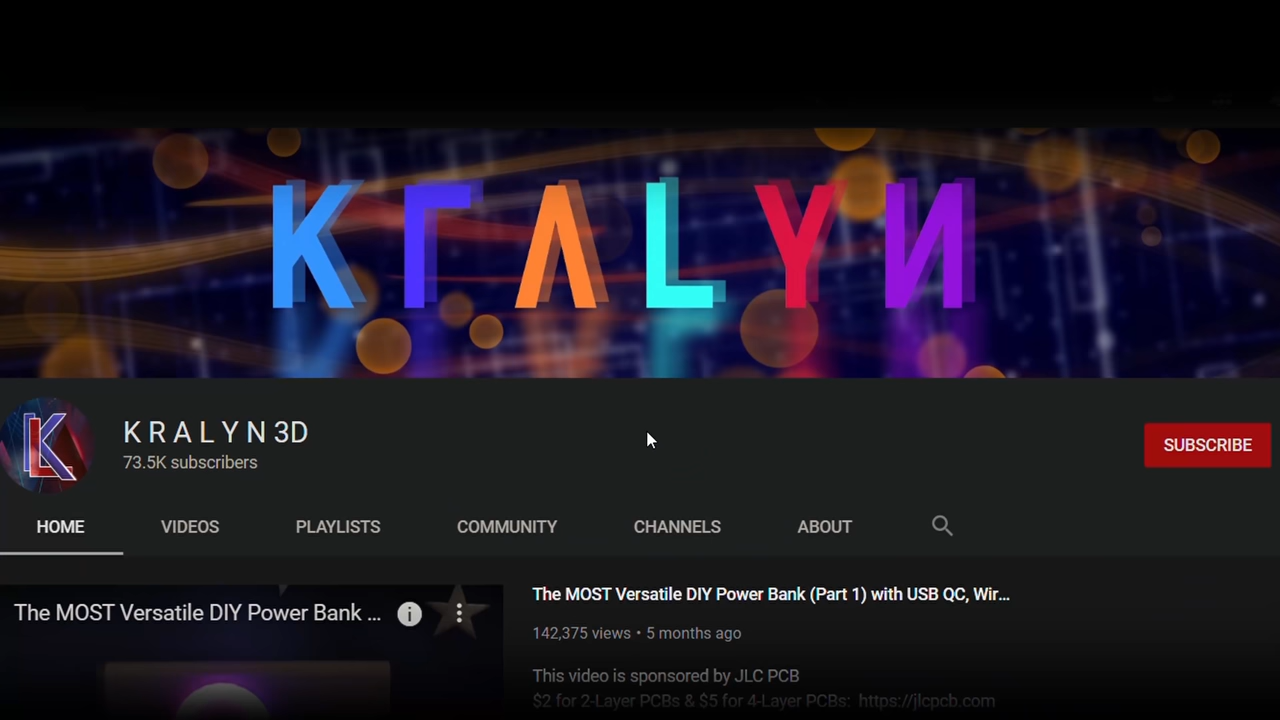 KΓΛLYИ
K R A L Y N 3D
73.5K subscribers
SUBSCRIBE
HOME VIDEOS PLAYLISTS COMMUNITY CHANNELS ABOUT
The MOST Versatile DIY Power Bank ...
The MOST Versatile DIY Power Bank (Part 1) with USB QC, Wir...
142,375 views • 5 months ago
This video is sponsored by JLC PCB
$2 for 2-Layer PCBs & $5 for 4-Layer PCBs: https://jlcpcb.com